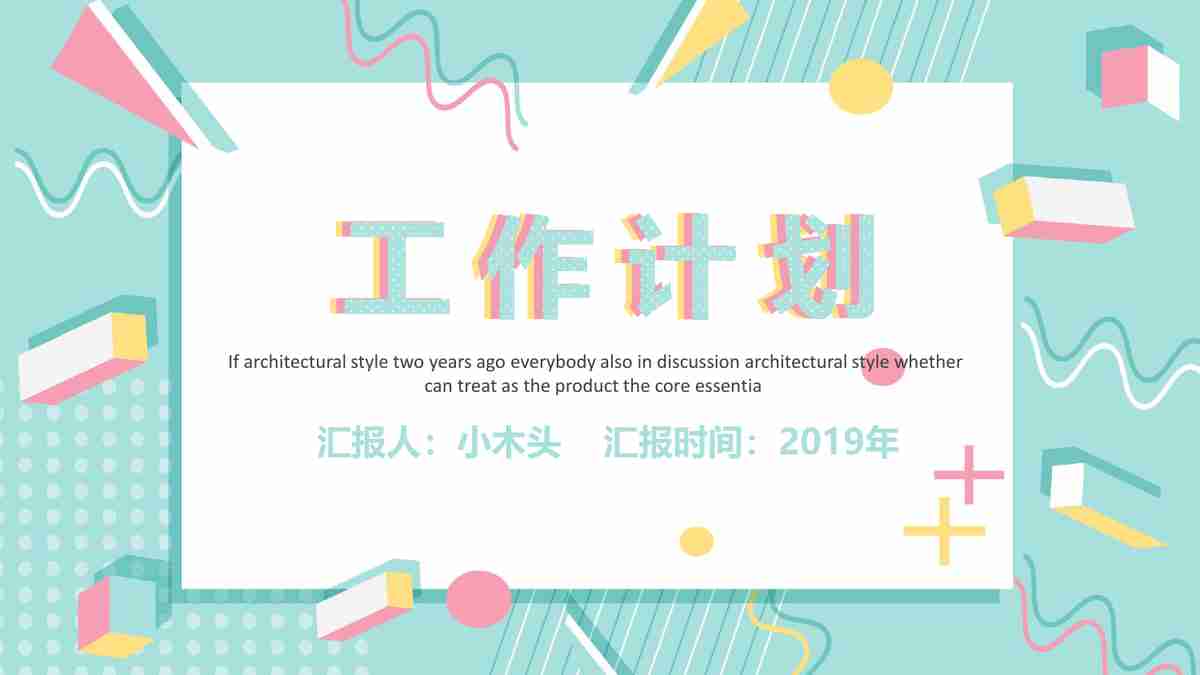 工作计划
If architectural style two years ago everybody also in discussion architectural style whether
can treat as the product the core essentia
汇报人：小木头 汇报时间：2019年